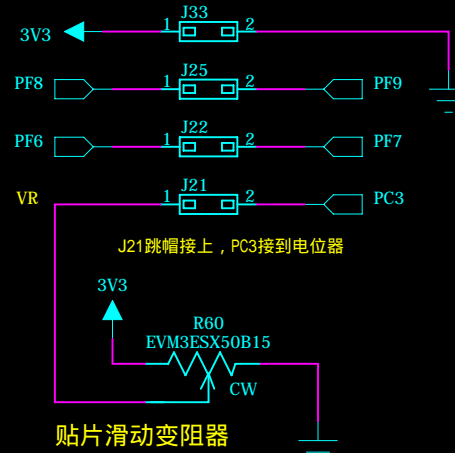 J33
3V3 1 2
J25
PF8 1 2 PF9
J22
PF6 1 2 PF7
J21
VR 1 2 PC3
J21跳帽接上，PC3接到电位器
3V3
R60
EVM3ESX50B15
CW
贴片滑动变阻器